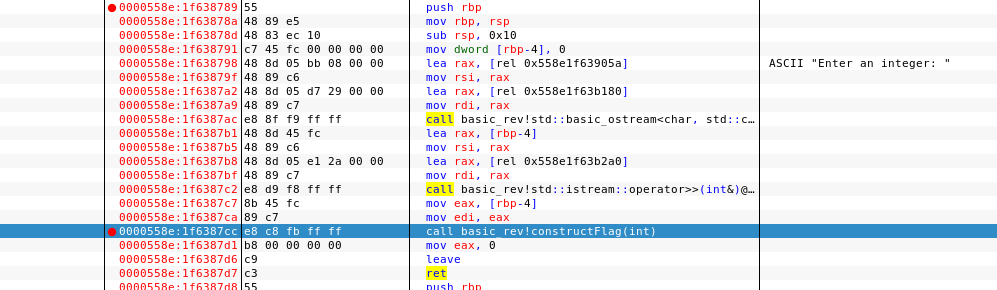 0000558e:1f638789 55 push rbp
0000558e:1f63878a 48 89 e5 mov rbp, rsp
0000558e:1f63878d 48 83 ec 10 sub rsp, 0x10
0000558e:1f638791 c7 45 fc 00 00 00 00 mov dword [rbp-4], 0
0000558e:1f638798 48 8d 05 bb 08 00 00 lea rax, [rel 0x558e1f63905a] ASCII "Enter an integer: "
0000558e:1f63879f 48 89 c6 mov rsi, rax
0000558e:1f6387a2 48 8d 05 d7 29 00 00 lea rax, [rel 0x558e1f63b180]
0000558e:1f6387a9 48 89 c7 mov rdi, rax
0000558e:1f6387ac e8 8f f9 ff ff call basic_rev!std::basic_ostream<char, std::c…
0000558e:1f6387b1 48 8d 45 fc lea rax, [rbp-4]
0000558e:1f6387b5 48 89 c6 mov rsi, rax
0000558e:1f6387b8 48 8d 05 e1 2a 00 00 lea rax, [rel 0x558e1f63b2a0]
0000558e:1f6387bf 48 89 c7 mov rdi, rax
0000558e:1f6387c2 e8 d9 f8 ff ff call basic_rev!std::istream::operator>>(int&)@…
0000558e:1f6387c7 8b 45 fc mov eax, [rbp-4]
0000558e:1f6387ca 89 c7 mov edi, eax
0000558e:1f6387cc e8 c8 fb ff ff call basic_rev!constructFlag(int)
0000558e:1f6387d1 b8 00 00 00 00 mov eax, 0
0000558e:1f6387d6 c9 leave
0000558e:1f6387d7 c3 ret
0000558e:1f6387d8 55 push rbp